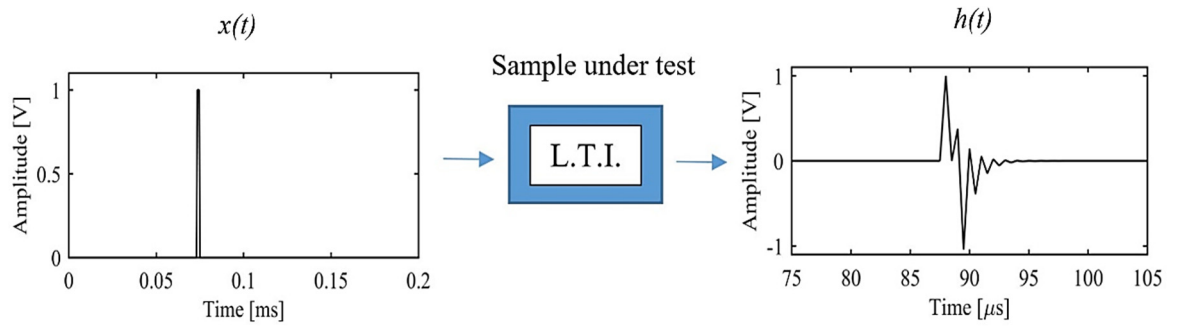 x(t)
Amplitude [V]
1
0.5
0
0
0.05
0.1
0.15
0.2
Time [ms]
Sample under test
L.T.I.
h(t)
Amplitude [V]
1
0
-1
75
80
85
90
95
100
105
Time [μs]